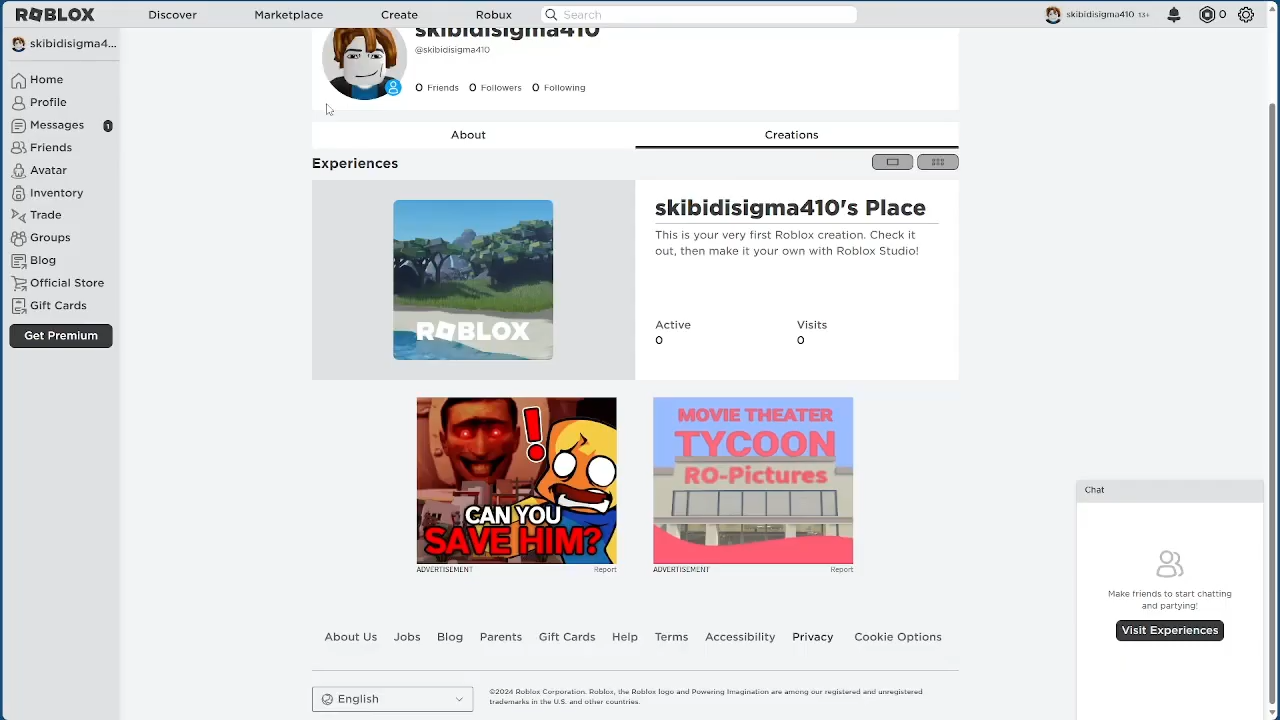 ROBLOX
Discover
Marketplace
Create
Robux
Search
skibidisigma410 13+
0
skibidisigma4...
skibidisigma410
@skibidisigma410
0 Friends 0 Followers 0 Following
Home
Profile
Messages 1
Friends
Avatar
Inventory
Trade
Groups
Blog
Official Store
Gift Cards
Get Premium
About
Creations
Experiences
ROBLOX
skibidisigma410's Place
This is your very first Roblox creation. Check it
out, then make it your own with Roblox Studio!
Active
Visits
0
0
CAN YOU
SAVE HIM?
ADVERTISEMENT
Report
MOVIE THEATER
TYCOON
RO-Pictures
ADVERTISEMENT
Report
Chat
Make friends to start chatting
and partying!
Visit Experiences
About Us Jobs Blog Parents Gift Cards Help Terms Accessibility Privacy Cookie Options
English
©2024 Roblox Corporation. Roblox, the Roblox logo and Powering Imagination are among our registered and unregistered
trademarks in the U.S. and other countries.